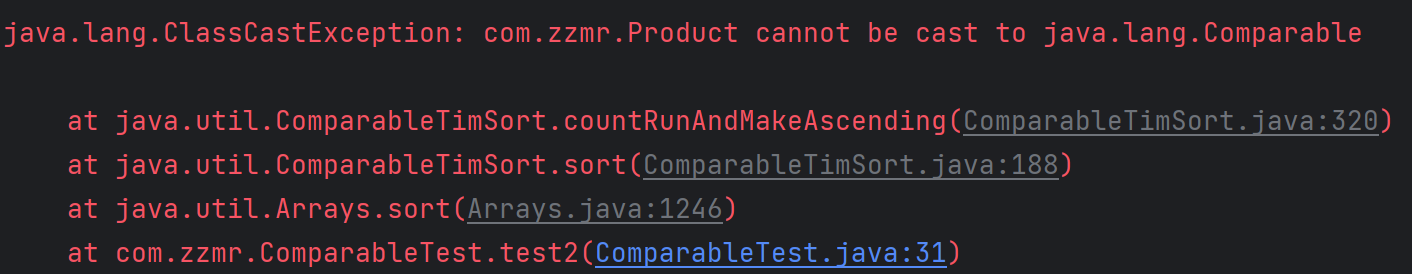 java.lang.ClassCastException: com.zzmr.Product cannot be cast to java.lang.Comparable
at java.util.ComparableTimSort.countRunAndMakeAscending(ComparableTimSort.java:320)
at java.util.ComparableTimSort.sort(ComparableTimSort.java:188)
at java.util.Arrays.sort(Arrays.java:1246)
at com.zzmr.ComparableTest.test2(ComparableTest.java:31)